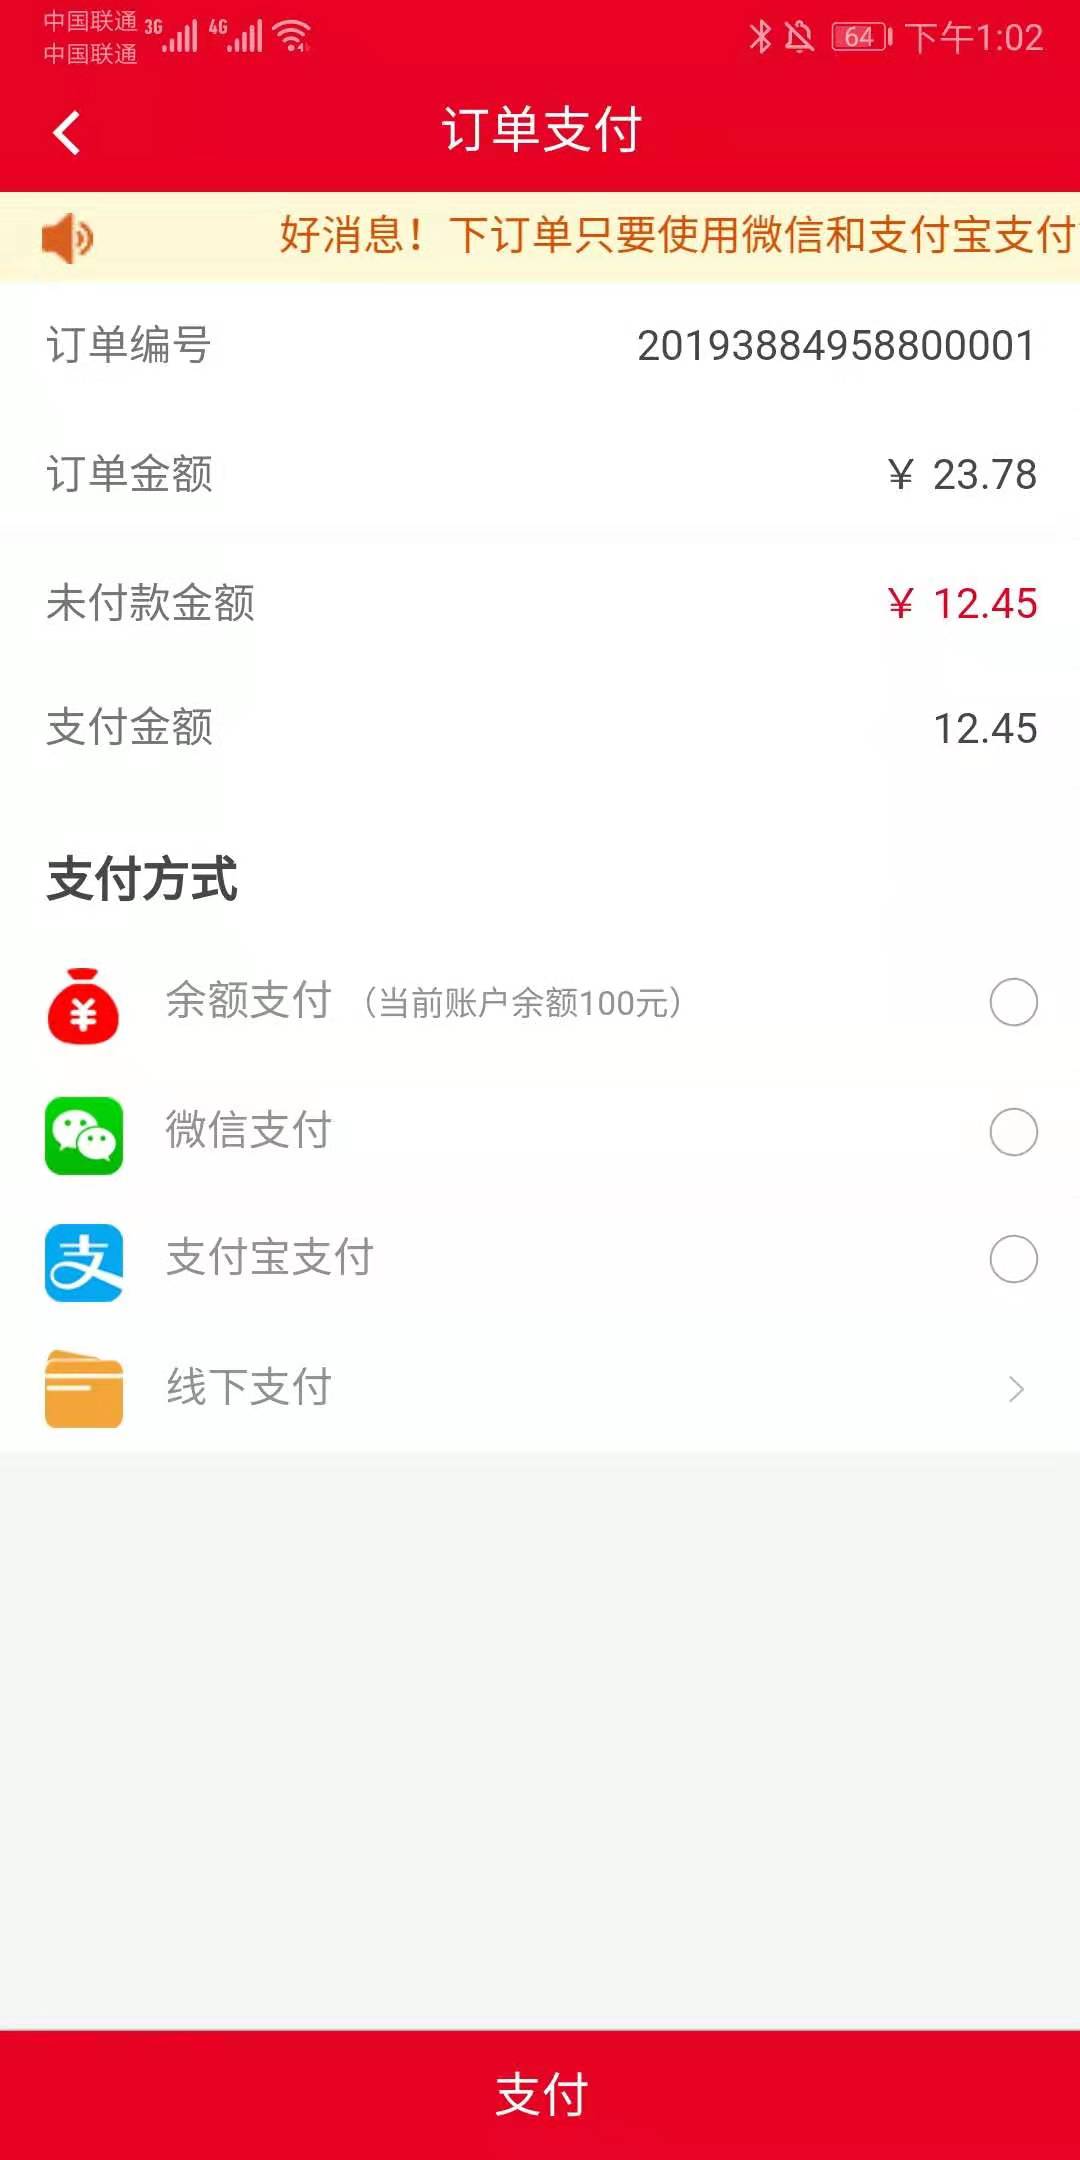 中国联通 3G 4G 64 下午1:02
中国联通
订单支付
好消息！下订单只要使用微信和支付宝支付
订单编号 20193884958800001
订单金额 ¥ 23.78
未付款金额 ¥ 12.45
支付金额 12.45
支付方式
余额支付（当前账户余额100元）
微信支付
支付宝支付
线下支付
支付